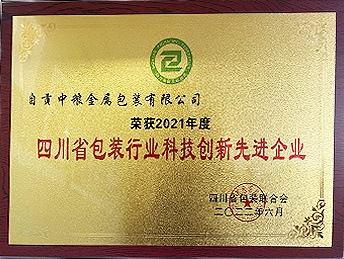 自贡中粮金属包装有限公司
荣获2021年度
四川省包装行业科技创新先进企业
四川省包装联合会
二〇二二年六月